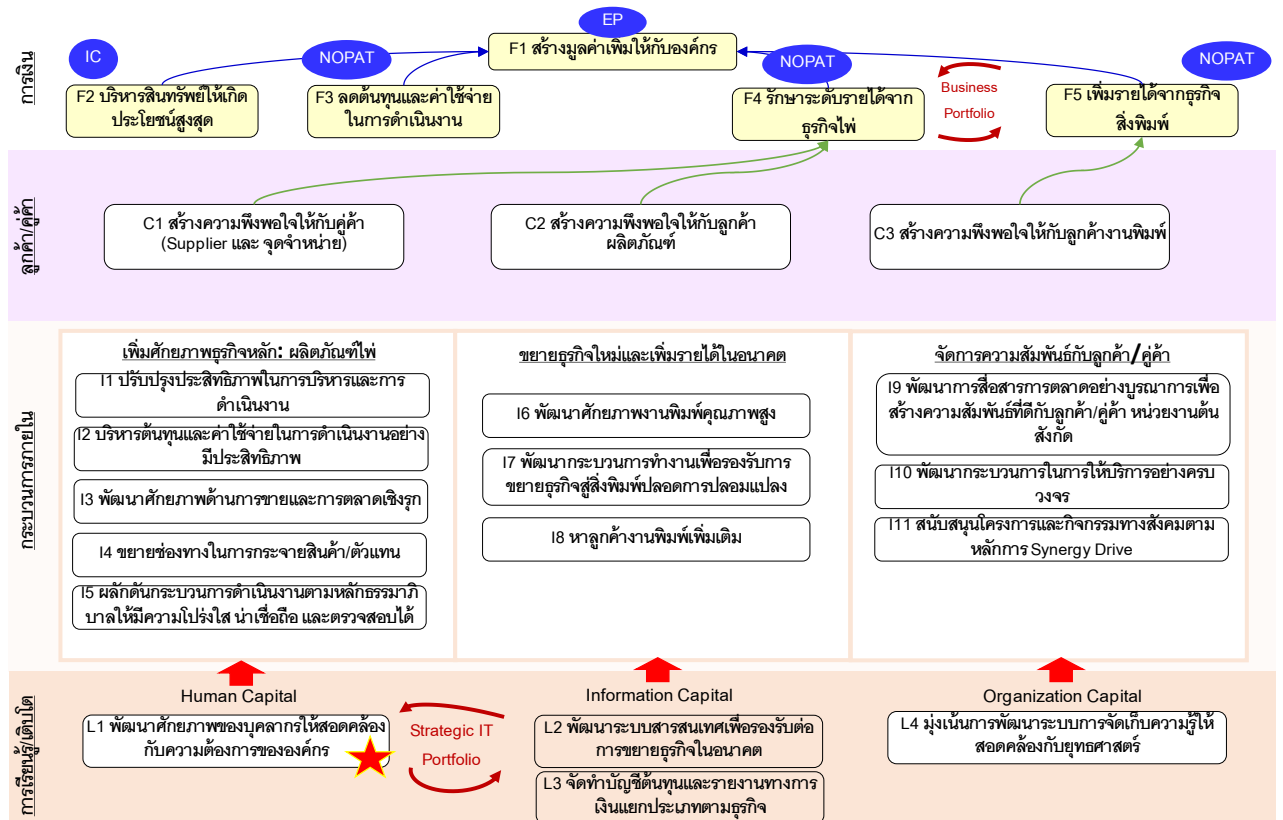 การเงิน
EP
F1 สร้างมูลค่าเพิ่มให้กับองค์กร
IC
NOPAT
NOPAT
NOPAT
F2 บริหารสินทรัพย์ให้เกิด
ประโยชน์สูงสุด
F3 ลดต้นทุนและค่าใช้จ่าย
ในการดำเนินงาน
F4 รักษาระดับรายได้จาก
ธุรกิจไพ่
Business
Portfolio
F5 เพิ่มรายได้จากธุรกิจ
สิ่งพิมพ์
ลูกค้า/คู่ค้า
C1 สร้างความพึงพอใจให้กับคู่ค้า
(Supplier และ จุดจำหน่าย)
C2 สร้างความพึงพอใจให้กับลูกค้า
ผลิตภัณฑ์
C3 สร้างความพึงพอใจให้กับลูกค้างานพิมพ์
กระบวนการภายใน
เพิ่มศักยภาพธุรกิจหลัก: ผลิตภัณฑ์ไพ่
I1 ปรับปรุงประสิทธิภาพในการบริหารและการ
ดำเนินงาน
I2 บริหารต้นทุนและค่าใช้จ่ายในการดำเนินงานอย่าง
มีประสิทธิภาพ
I3 พัฒนาศักยภาพด้านการขายและการตลาดเชิงรุก
I4 ขยายช่องทางในการกระจายสินค้า/ตัวแทน
I5 ผลักดันกระบวนการดำเนินงานตามหลักธรรมาภิ
บาลให้มีความโปร่งใส น่าเชื่อถือ และตรวจสอบได้
ขยายธุรกิจใหม่และเพิ่มรายได้ในอนาคต
I6 พัฒนาศักยภาพงานพิมพ์คุณภาพสูง
I7 พัฒนากระบวนการทำงานเพื่อรองรับการ
ขยายธุรกิจสู่สิ่งพิมพ์ปลอดการปลอมแปลง
I8 หาลูกค้างานพิมพ์เพิ่มเติม
จัดการความสัมพันธ์กับลูกค้า/คู่ค้า
I9 พัฒนาการสื่อสารการตลาดอย่างบูรณาการเพื่อ
สร้างความสัมพันธ์ที่ดีกับลูกค้า/คู่ค้า หน่วยงานต้น
สังกัด
I10 พัฒนากระบวนการในการให้บริการอย่างครบ
วงจร
I11 สนับสนุนโครงการและกิจกรรมทางสังคมตาม
หลักการ Synergy Drive
การเรียนรู้เติบโต
Human Capital
L1 พัฒนาศักยภาพของบุคลากรให้สอดคล้อง
กับความต้องการขององค์กร
Strategic IT
Portfolio
Information Capital
L2 พัฒนาระบบสารสนเทศเพื่อรองรับต่อ
การขยายธุรกิจในอนาคต
L3 จัดทำบัญชีต้นทุนและรายงานทางการ
เงินแยกประเภทตามธุรกิจ
Organization Capital
L4 มุ่งเน้นการพัฒนาระบบการจัดเก็บความรู้ให้
สอดคล้องกับยุทธศาสตร์